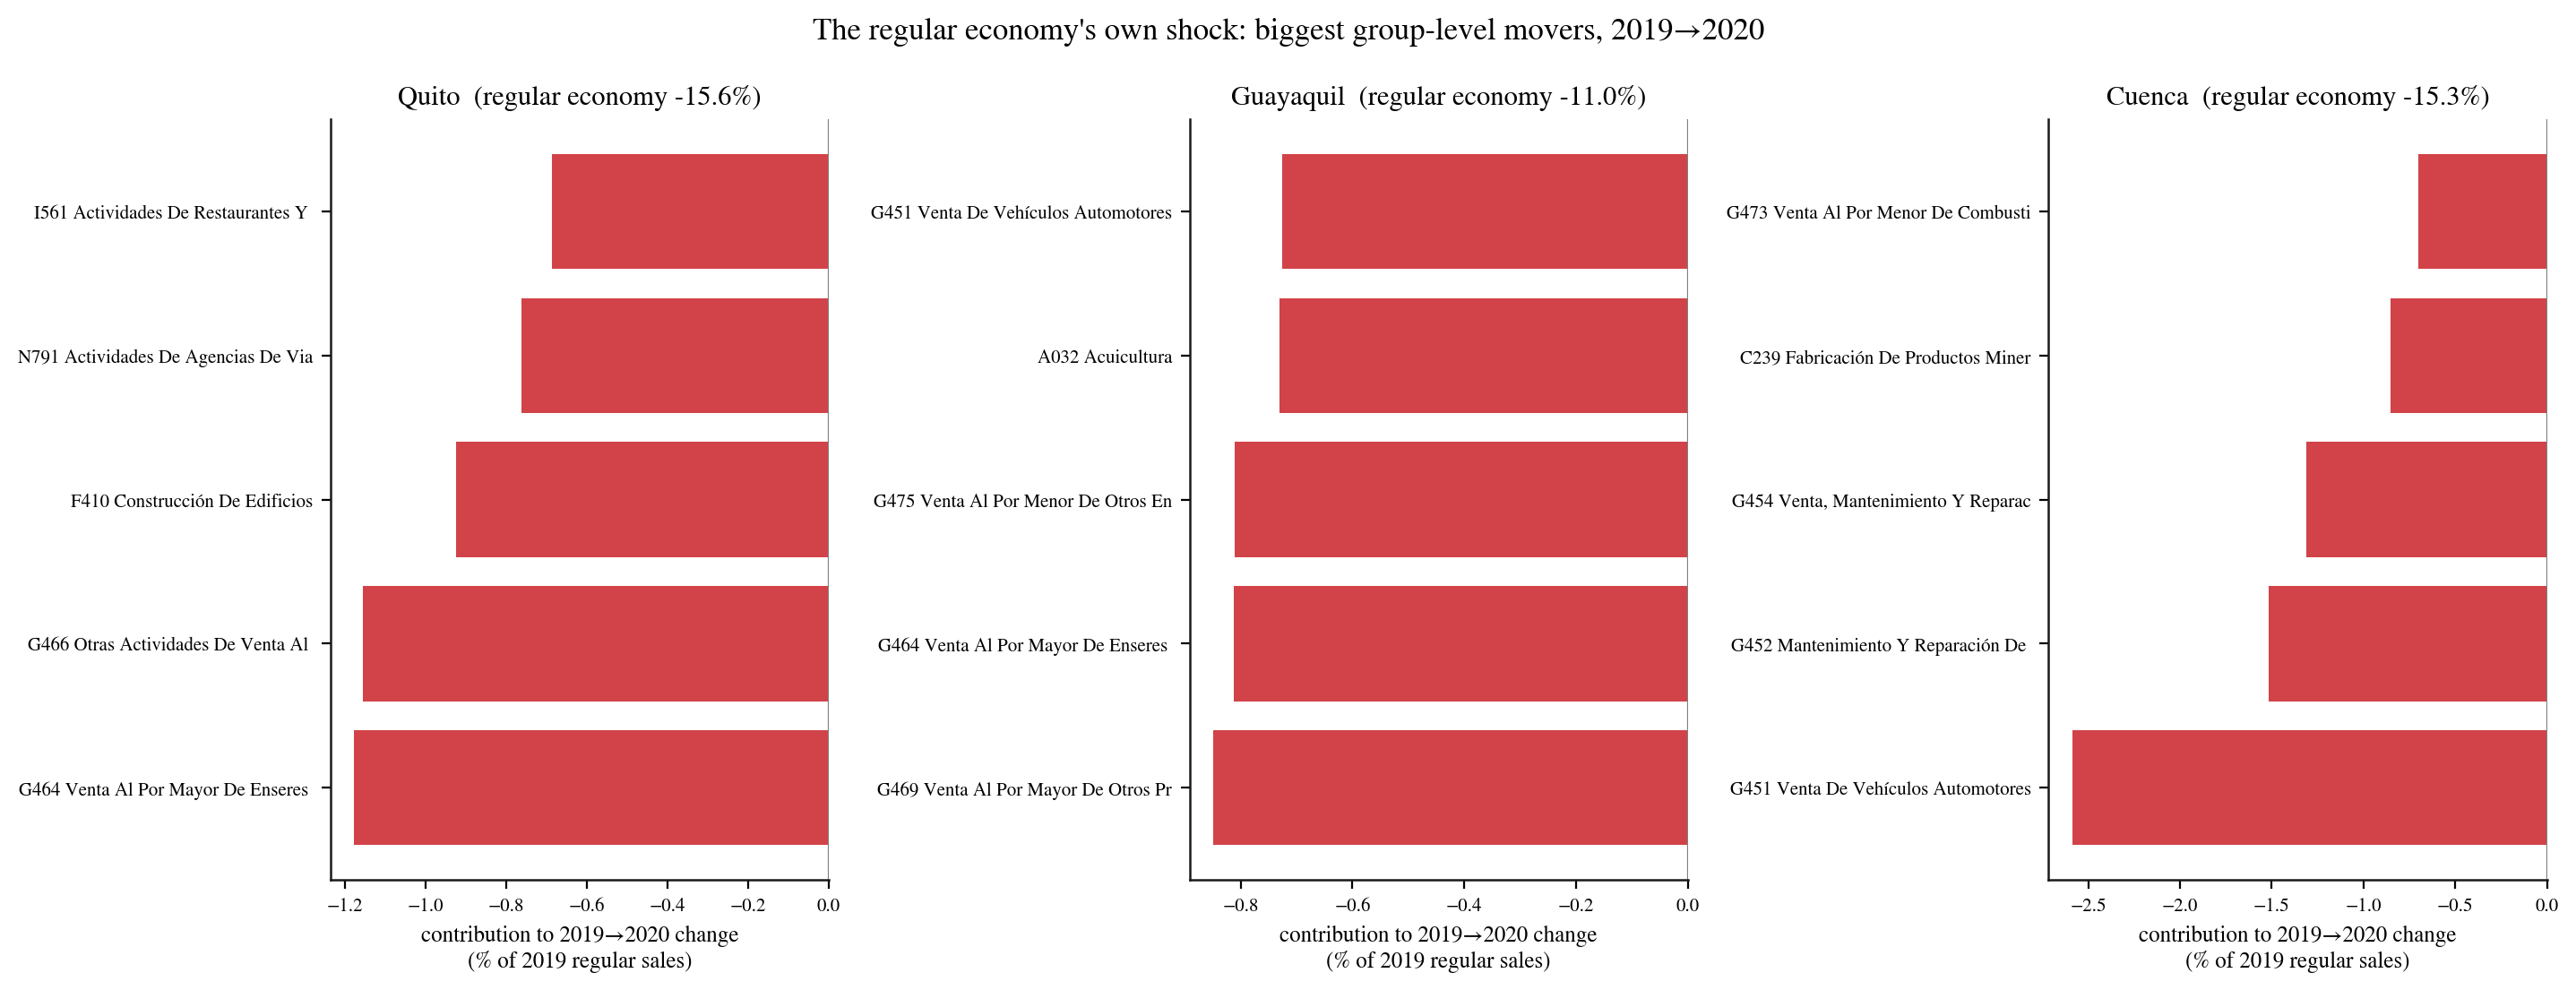 The regular economy's own shock: biggest group-level movers, 2019→2020
Quito (regular economy -15.6%)
I561 Actividades De Restaurantes Y
N791 Actividades De Agencias De Via
F410 Construcción De Edificios
G466 Otras Actividades De Venta Al
G464 Venta Al Por Mayor De Enseres
−1.2 −1.0 −0.8 −0.6 −0.4 −0.2 0.0
contribution to 2019→2020 change
(% of 2019 regular sales)
Guayaquil (regular economy -11.0%)
G451 Venta De Vehículos Automotores
A032 Acuicultura
G475 Venta Al Por Menor De Otros En
G464 Venta Al Por Mayor De Enseres
G469 Venta Al Por Mayor De Otros Pr
−0.8 −0.6 −0.4 −0.2 0.0
contribution to 2019→2020 change
(% of 2019 regular sales)
Cuenca (regular economy -15.3%)
G473 Venta Al Por Menor De Combusti
C239 Fabricación De Productos Miner
G454 Venta, Mantenimiento Y Reparac
G452 Mantenimiento Y Reparación De
G451 Venta De Vehículos Automotores
−2.5 −2.0 −1.5 −1.0 −0.5 0.0
contribution to 2019→2020 change
(% of 2019 regular sales)